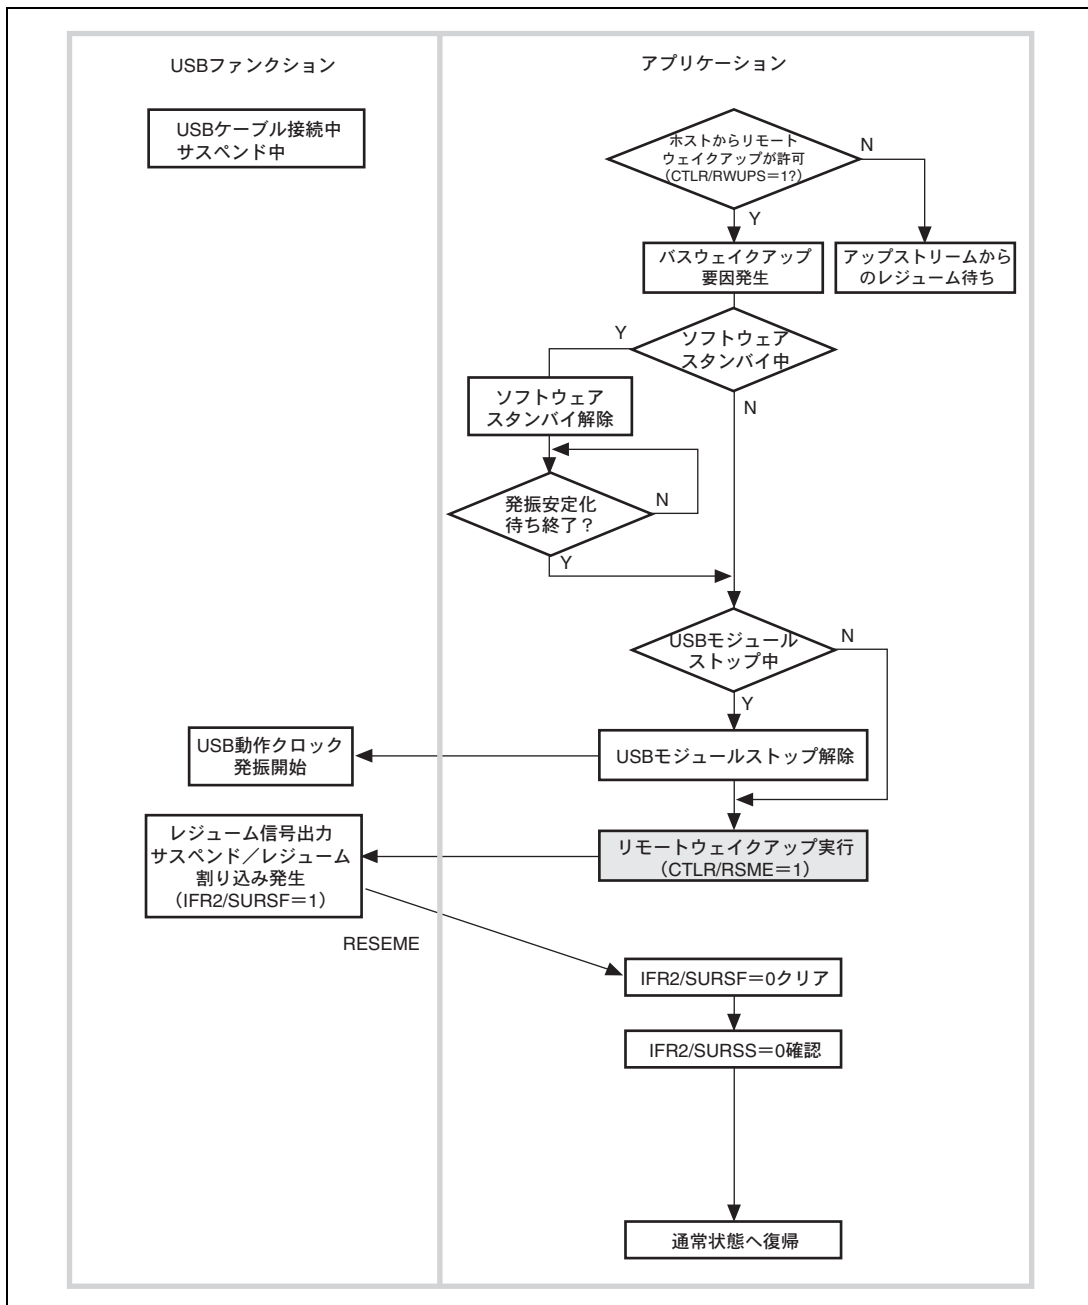 USBファンクション
アプリケーション
USBケーブル接続中
サスペンド中
ホストからリモート
ウェイクアップが許可
（CTLR/RWUPS＝1?）
N
Y
バスウェイクアップ
要因発生
アップストリームから
のレジューム待ち
ソフトウェア
スタンバイ中
Y
N
ソフトウェア
スタンバイ解除
発振安定化
待ち終了？
N
Y
USBモジュール
ストップ中
N
Y
USB動作クロック
発振開始
USBモジュールストップ解除
レジューム信号出力
サスペンド／レジューム
割り込み発生
（IFR2/SURSF＝1）
リモートウェイクアップ実行
（CTLR/RSME＝1）
RESEME
IFR2/SURSF＝0クリア
IFR2/SURSS＝0確認
通常状態へ復帰